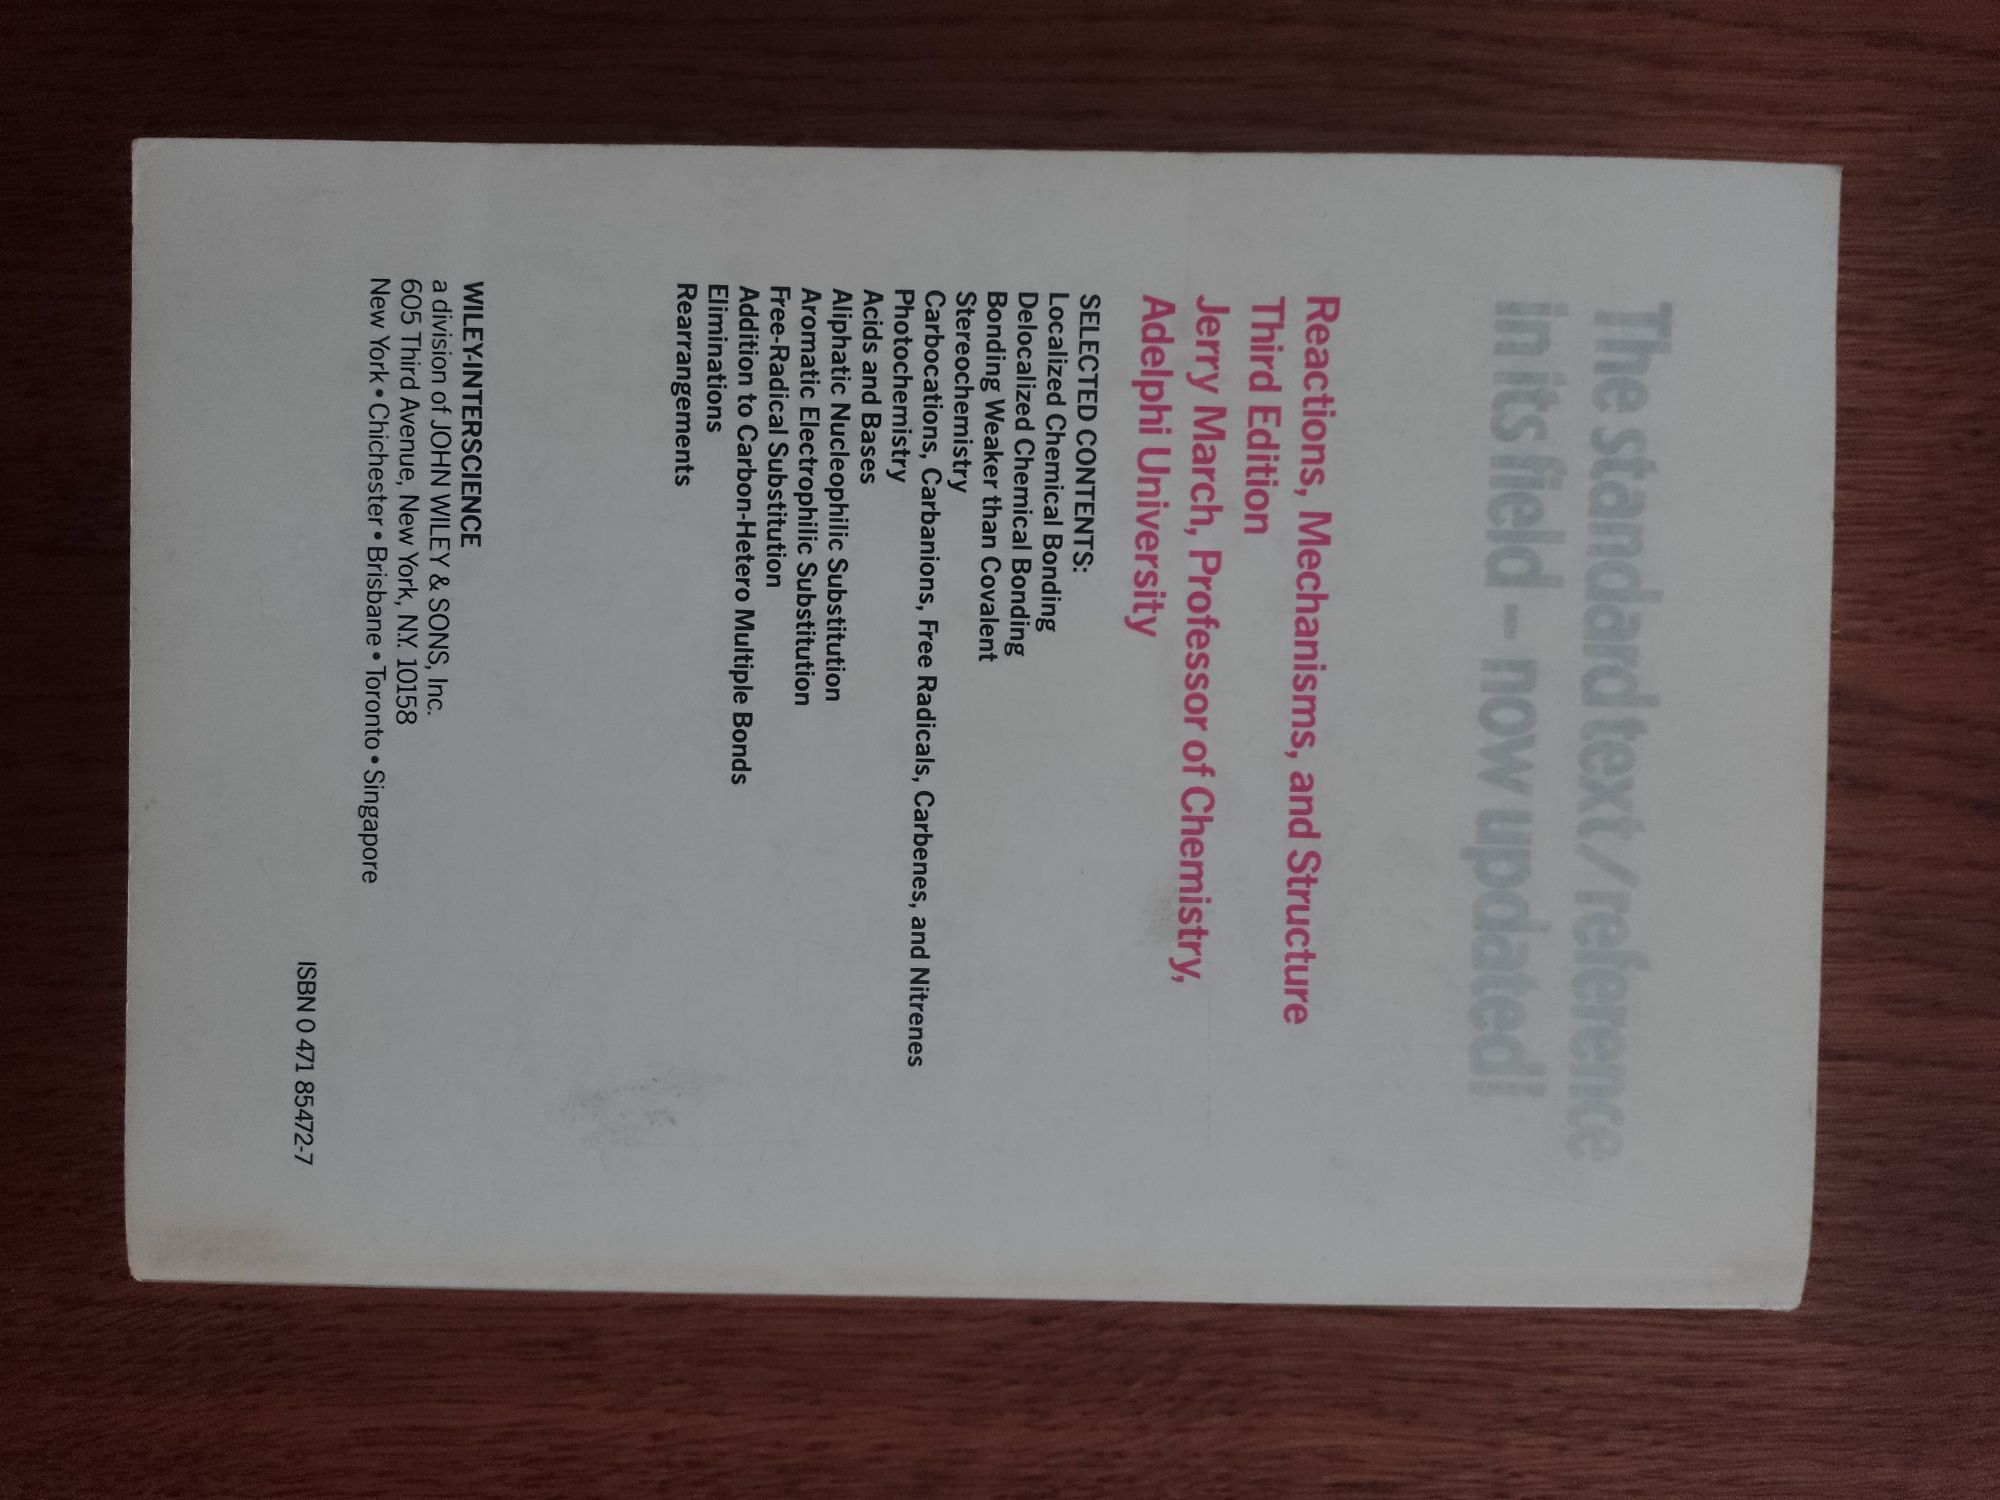 The standard text/reference
in its field – now updated!
Reactions, Mechanisms, and Structure
Third Edition
Jerry March, Professor of Chemistry,
Adelphi University
SELECTED CONTENTS:
Localized Chemical Bonding
Delocalized Chemical Bonding
Bonding Weaker than Covalent
Stereochemistry
Carbocations, Carbanions, Free Radicals, Carbenes, and Nitrenes
Photochemistry
Acids and Bases
Aliphatic Nucleophilic Substitution
Aromatic Electrophilic Substitution
Free-Radical Substitution
Addition to Carbon-Hetero Multiple Bonds
Eliminations
Rearrangements
WILEY-INTERSCIENCE
a division of JOHN WILEY & SONS, Inc.
605 Third Avenue, New York, N.Y. 10158
New York • Chichester • Brisbane • Toronto • Singapore
ISBN 0 471 85472-7